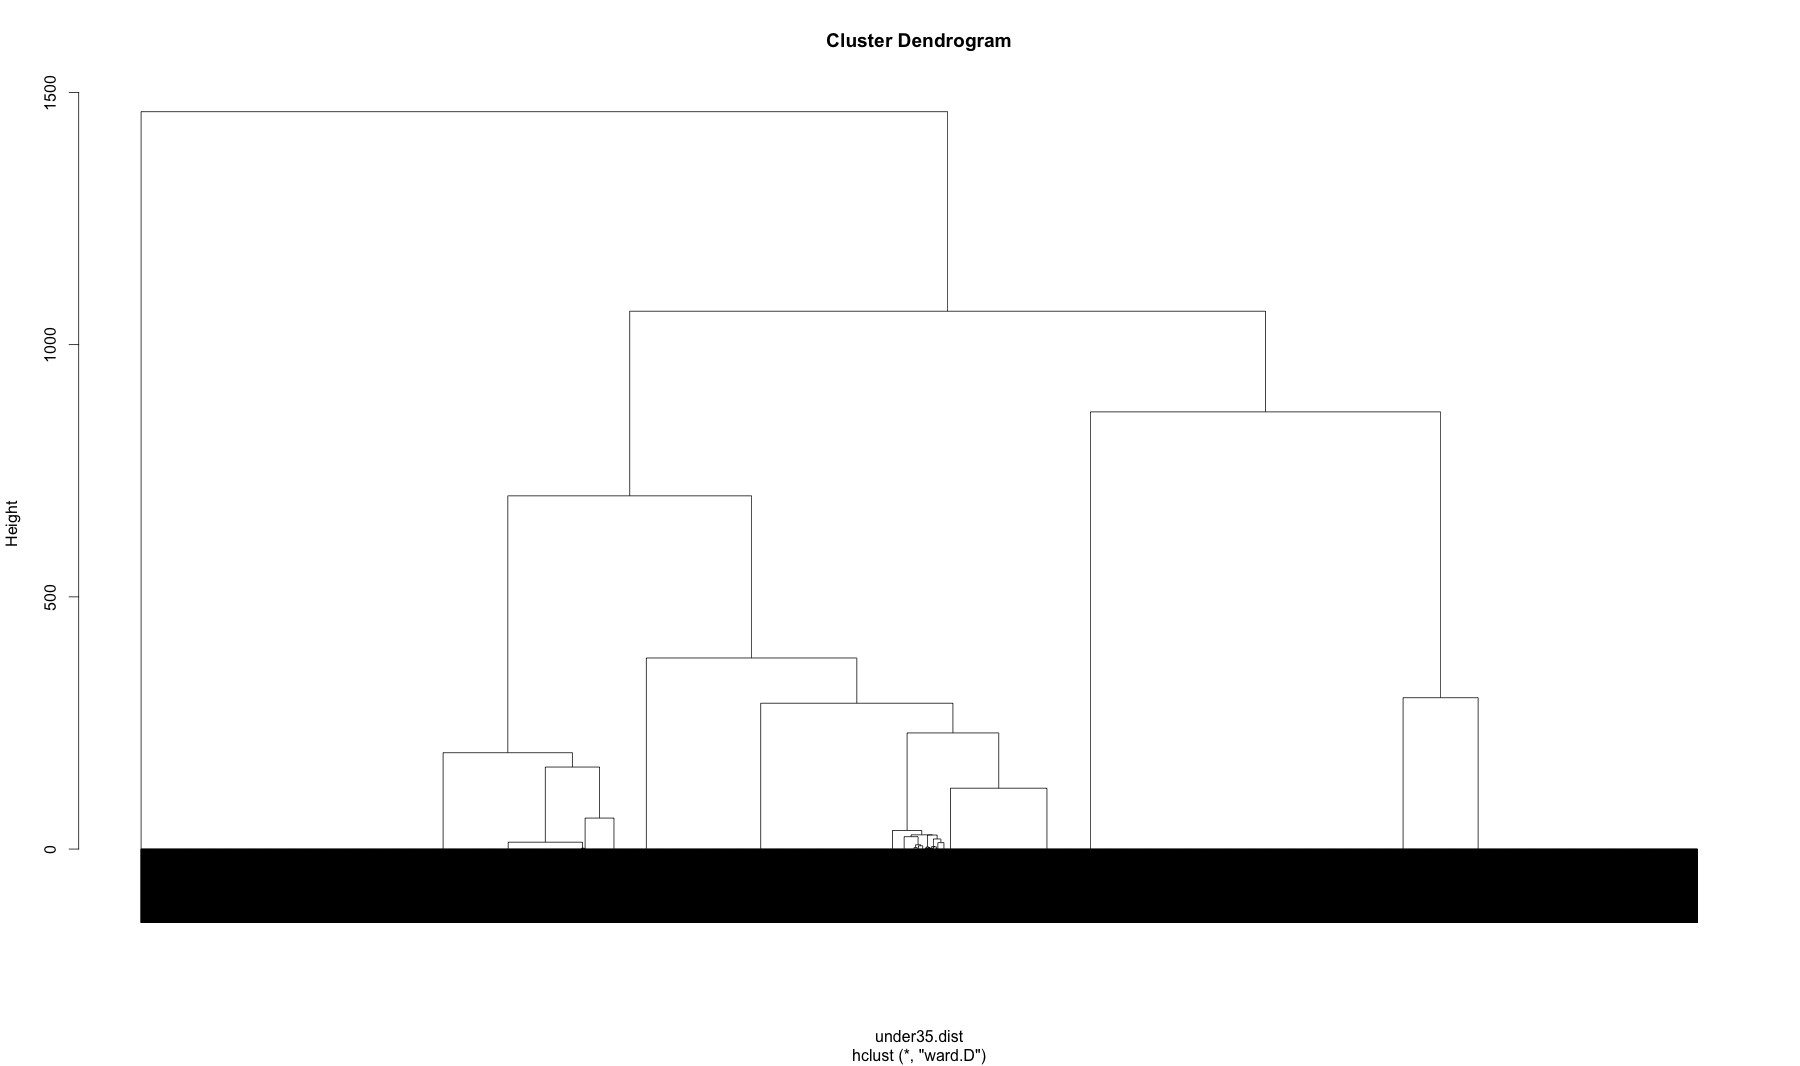 Cluster Dendrogram
1500
1000
500
0
Height
under35.dist
hclust (*, "ward.D")